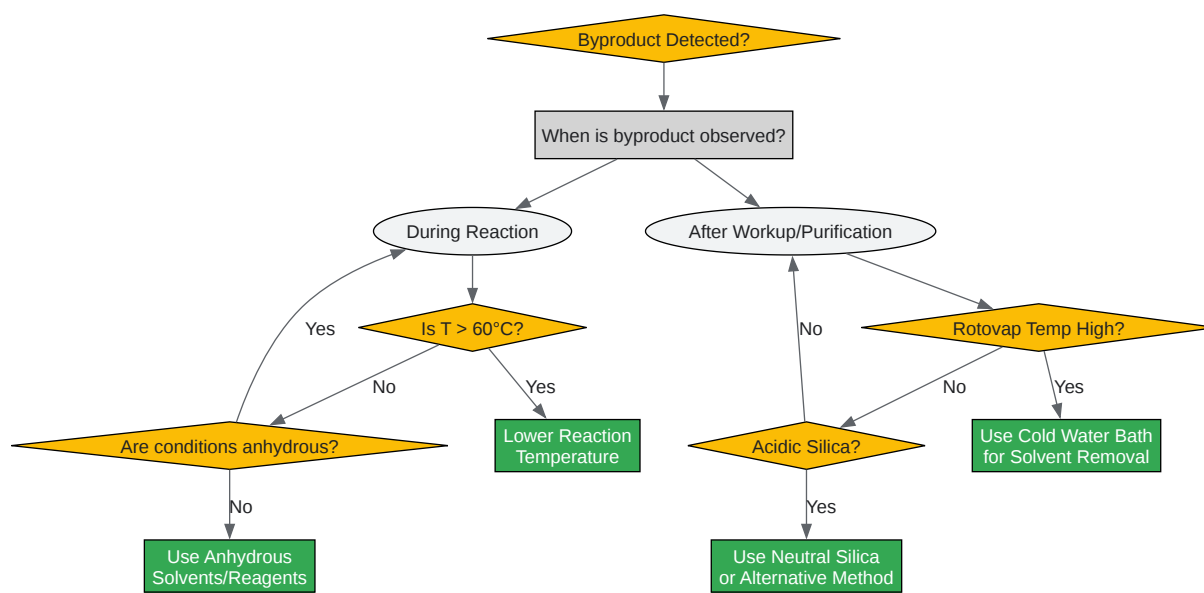 Byproduct Detected?
When is byproduct observed?
During Reaction
After Workup/Purification
Yes
Is T > 60°C?
No
Rotovap Temp High?
No
Yes
No
Yes
Are conditions anhydrous?
Lower Reaction
Temperature
Acidic Silica?
Use Cold Water Bath
for Solvent Removal
No
Yes
Use Anhydrous
Solvents/Reagents
Use Neutral Silica
or Alternative Method